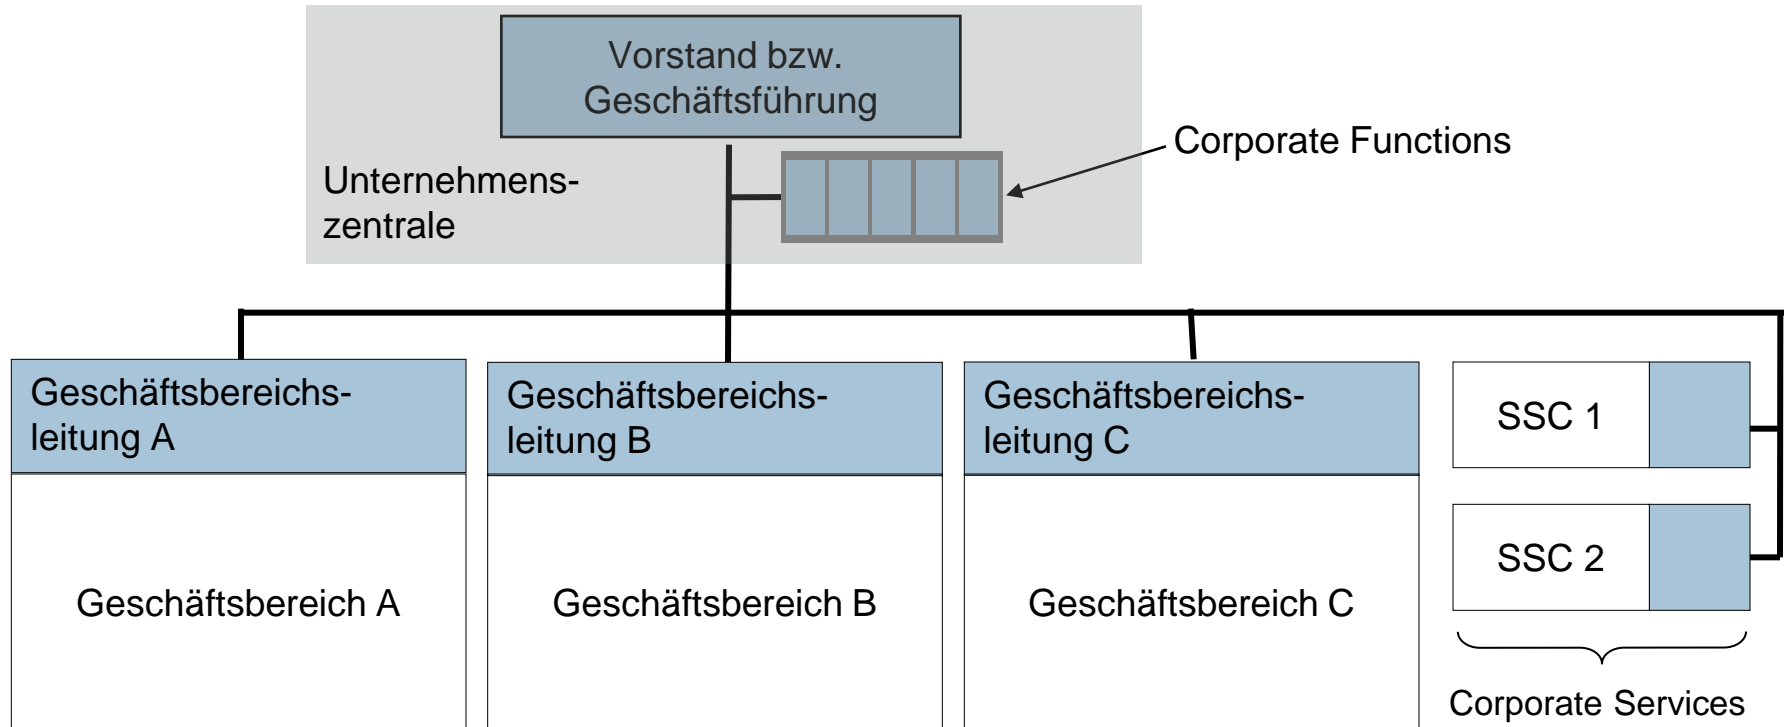 Vorstand bzw.
Geschäftsführung
Corporate Functions
Unternehmens-
zentrale
Geschäftsbereichs-
leitung A
Geschäftsbereichs-
leitung B
Geschäftsbereichs-
leitung C
SSC 1
SSC 2
Geschäftsbereich A
Geschäftsbereich B
Geschäftsbereich C
Corporate Services